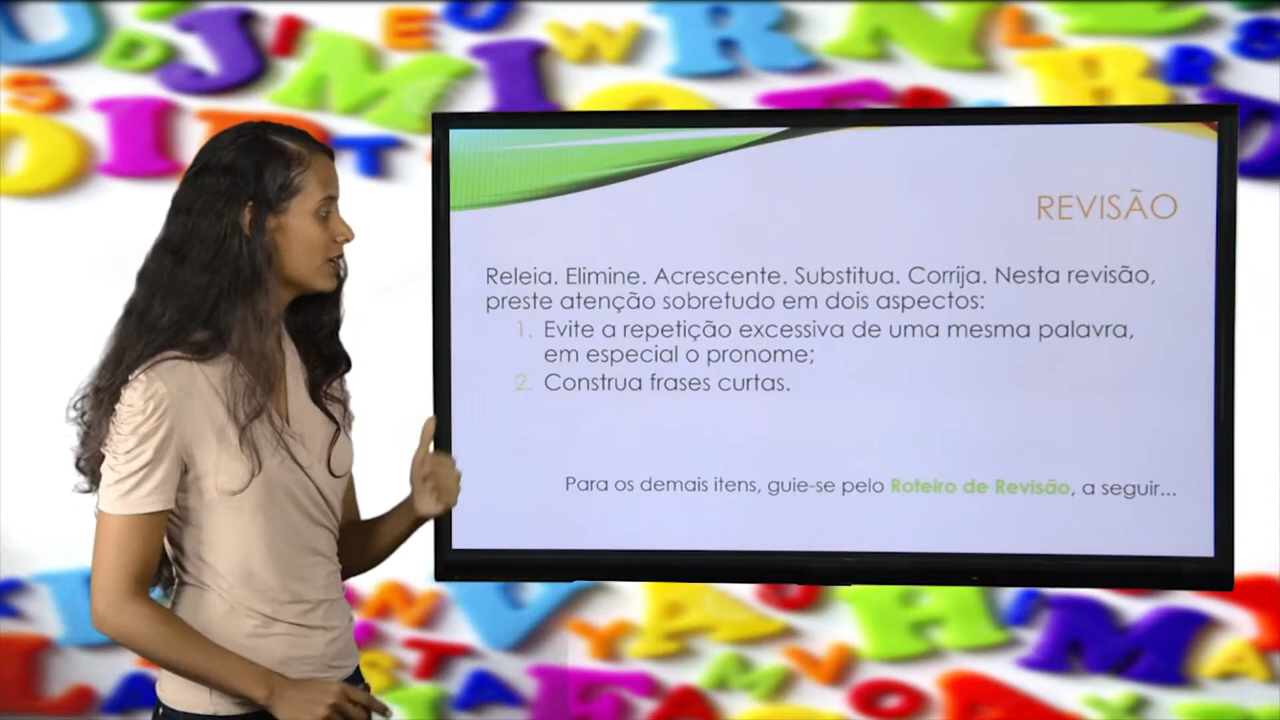 REVISÃO
Releia. Elimine. Acrescente. Substitua. Corrija. Nesta revisão,
preste atenção sobretudo em dois aspectos:
1. Evite a repetição excessiva de uma mesma palavra,
em especial o pronome;
2. Construa frases curtas.
Para os demais itens, guie-se pelo Roteiro de Revisão, a seguir...